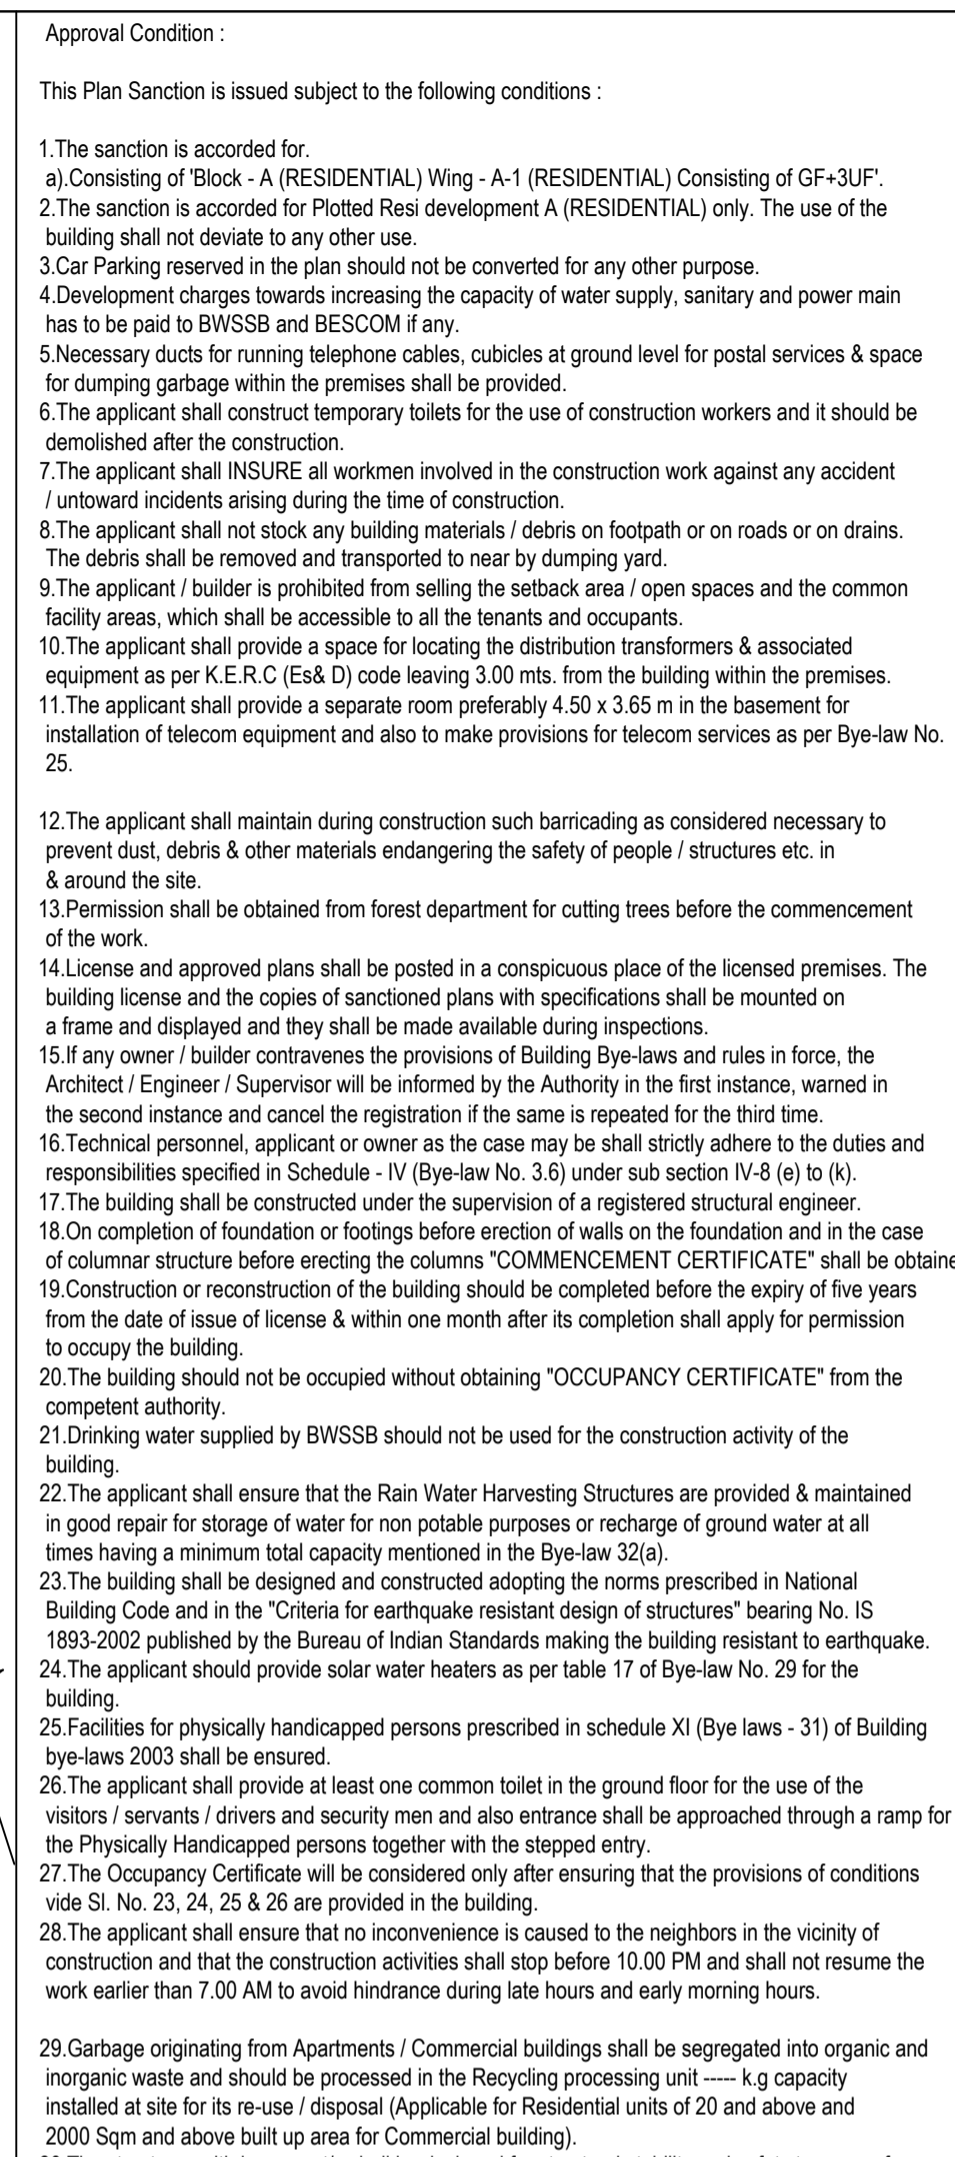 Approval Condition :
This Plan Sanction is issued subject to the following conditions :
1.The sanction is accorded for.
a).Consisting of 'Block - A (RESIDENTIAL) Wing - A-1 (RESIDENTIAL) Consisting of GF+3UF'.
2.The sanction is accorded for Plotted Resi development A (RESIDENTIAL) only. The use of the
building shall not deviate to any other use.
3.Car Parking reserved in the plan should not be converted for any other purpose.
4.Development charges towards increasing the capacity of water supply, sanitary and power main
has to be paid to BWSSB and BESCOM if any.
5.Necessary ducts for running telephone cables, cubicles at ground level for postal services & space
for dumping garbage within the premises shall be provided.
6.The applicant shall construct temporary toilets for the use of construction workers and it should be
demolished after the construction.
7.The applicant shall INSURE all workmen involved in the construction work against any accident
/ untoward incidents arising during the time of construction.
8.The applicant shall not stock any building materials / debris on footpath or on roads or on drains.
The debris shall be removed and transported to near by dumping yard.
9.The applicant / builder is prohibited from selling the setback area / open spaces and the common
facility areas, which shall be accessible to all the tenants and occupants.
10.The applicant shall provide a space for locating the distribution transformers & associated
equipment as per K.E.R.C (Es& D) code leaving 3.00 mts. from the building within the premises.
11.The applicant shall provide a separate room preferably 4.50 x 3.65 m in the basement for
installation of telecom equipment and also to make provisions for telecom services as per Bye-law No.
25.
12.The applicant shall maintain during construction such barricading as considered necessary to
prevent dust, debris & other materials endangering the safety of people / structures etc. in
& around the site.
13.Permission shall be obtained from forest department for cutting trees before the commencement
of the work.
14.License and approved plans shall be posted in a conspicuous place of the licensed premises. The
building license and the copies of sanctioned plans with specifications shall be mounted on
a frame and displayed and they shall be made available during inspections.
15.If any owner / builder contravenes the provisions of Building Bye-laws and rules in force, the
Architect / Engineer / Supervisor will be informed by the Authority in the first instance, warned in
the second instance and cancel the registration if the same is repeated for the third time.
16.Technical personnel, applicant or owner as the case may be shall strictly adhere to the duties and
responsibilities specified in Schedule - IV (Bye-law No. 3.6) under sub section IV-8 (e) to (k).
17.The building shall be constructed under the supervision of a registered structural engineer.
18.On completion of foundation or footings before erection of walls on the foundation and in the case
of columnar structure before erecting the columns "COMMENCEMENT CERTIFICATE" shall be obtaine
19.Construction or reconstruction of the building should be completed before the expiry of five years
from the date of issue of license & within one month after its completion shall apply for permission
to occupy the building.
20.The building should not be occupied without obtaining "OCCUPANCY CERTIFICATE" from the
competent authority.
21.Drinking water supplied by BWSSB should not be used for the construction activity of the
building.
22.The applicant shall ensure that the Rain Water Harvesting Structures are provided & maintained
in good repair for storage of water for non potable purposes or recharge of ground water at all
times having a minimum total capacity mentioned in the Bye-law 32(a).
23.The building shall be designed and constructed adopting the norms prescribed in National
Building Code and in the "Criteria for earthquake resistant design of structures" bearing No. IS
1893-2002 published by the Bureau of Indian Standards making the building resistant to earthquake.
24.The applicant should provide solar water heaters as per table 17 of Bye-law No. 29 for the
building.
25.Facilities for physically handicapped persons prescribed in schedule XI (Bye laws - 31) of Building
bye-laws 2003 shall be ensured.
26.The applicant shall provide at least one common toilet in the ground floor for the use of the
visitors / servants / drivers and security men and also entrance shall be approached through a ramp for
the Physically Handicapped persons together with the stepped entry.
27.The Occupancy Certificate will be considered only after ensuring that the provisions of conditions
vide Sl. No. 23, 24, 25 & 26 are provided in the building.
28.The applicant shall ensure that no inconvenience is caused to the neighbors in the vicinity of
construction and that the construction activities shall stop before 10.00 PM and shall not resume the
work earlier than 7.00 AM to avoid hindrance during late hours and early morning hours.
29.Garbage originating from Apartments / Commercial buildings shall be segregated into organic and
inorganic waste and should be processed in the Recycling processing unit ----- k.g capacity
installed at site for its re-use / disposal (Applicable for Residential units of 20 and above and
2000 Sqm and above built up area for Commercial building).